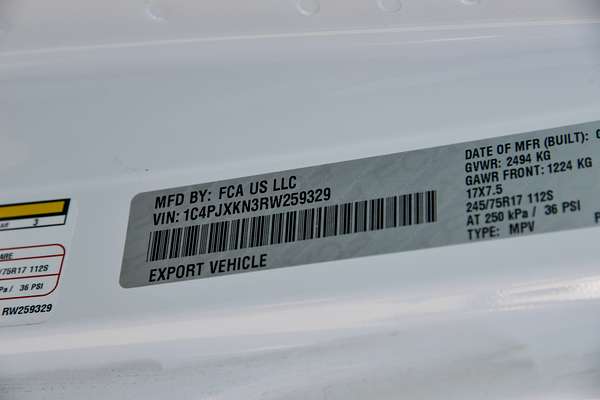 MFD BY: FCA US LLC
VIN: 1C4PJXKN3RW259329
EXPORT VEHICLE
DATE OF MFR (BUILT):
GVWR: 2494 KG
GAWR FRONT: 1224 KG
17X7.5
245/75R17 112S
AT 250 kPa / 36 PSI
TYPE: MPV
3
/75R17 112S
Pa / 36 PSI
RW259329